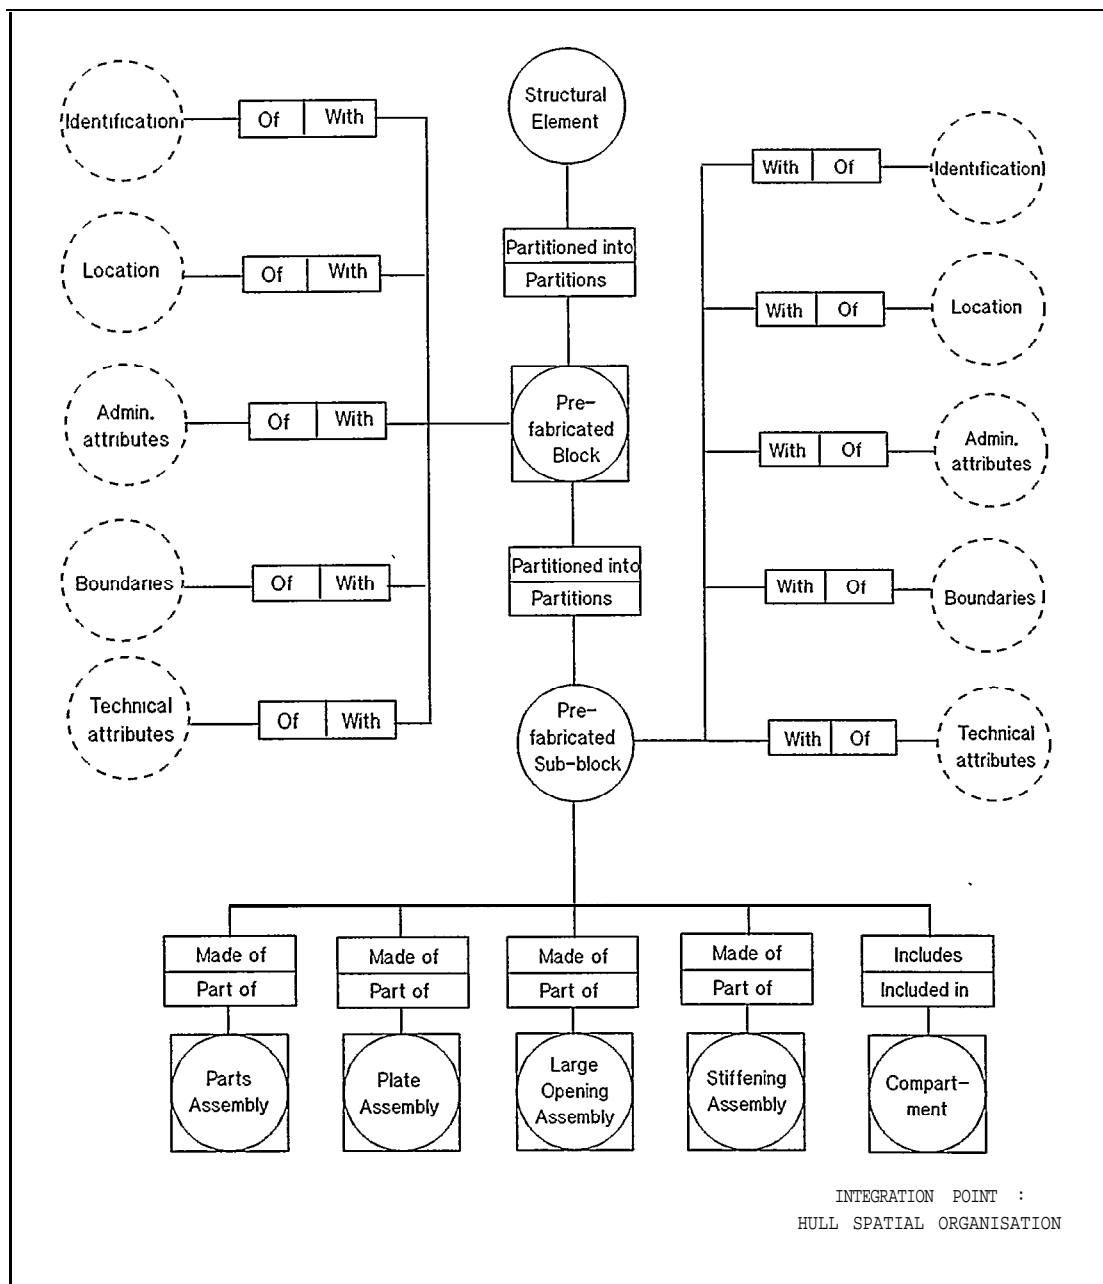 Structural
Element
Identification
Of With
With Of
Identification
Partitioned into
Partitions
Location
Of With
With Of
Location
Pre-
fabricated
Block
Admin.
attributes
Of With
With Of
Admin.
attributes
Partitioned into
Partitions
Boundaries
Of With
With Of
Boundaries
Technical
attributes
Of With
Pre-
fabricated
Sub-block
With Of
Technical
attributes
Made of
Part of
Made of
Part of
Made of
Part of
Made of
Part of
Includes
Included in
Parts
Assembly
Plate
Assembly
Large
Opening
Assembly
Stiffening
Assembly
Compart-
ment
INTEGRATION POINT :
HULL SPATIAL ORGANISATION